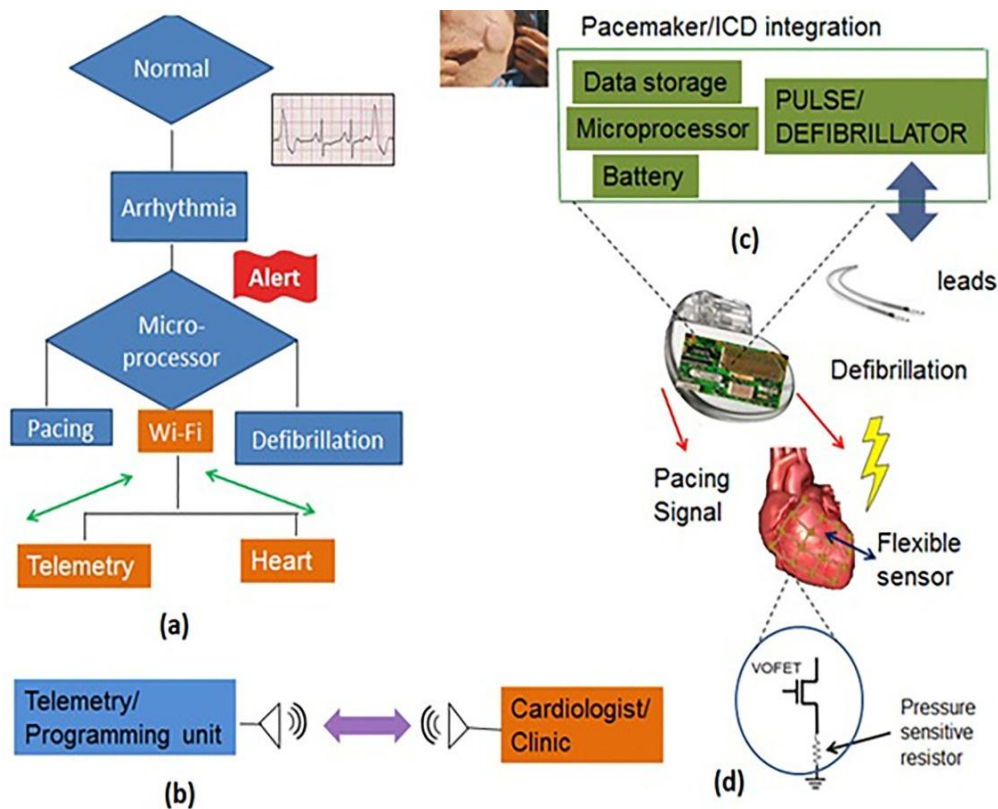 Normal
Arrhythmia
Alert
Micro-
processor
Pacing
Wi-Fi
Defibrillation
Telemetry
Heart
(a)
Telemetry/
Programming unit
Cardiologist/
Clinic
(b)
Pacemaker/ICD integration
Data storage
Microprocessor
Battery
PULSE/
DEFIBRILLATOR
(c)
leads
Defibrillation
Pacing
Signal
Flexible
sensor
VOFET
Pressure
sensitive
resistor
(d)